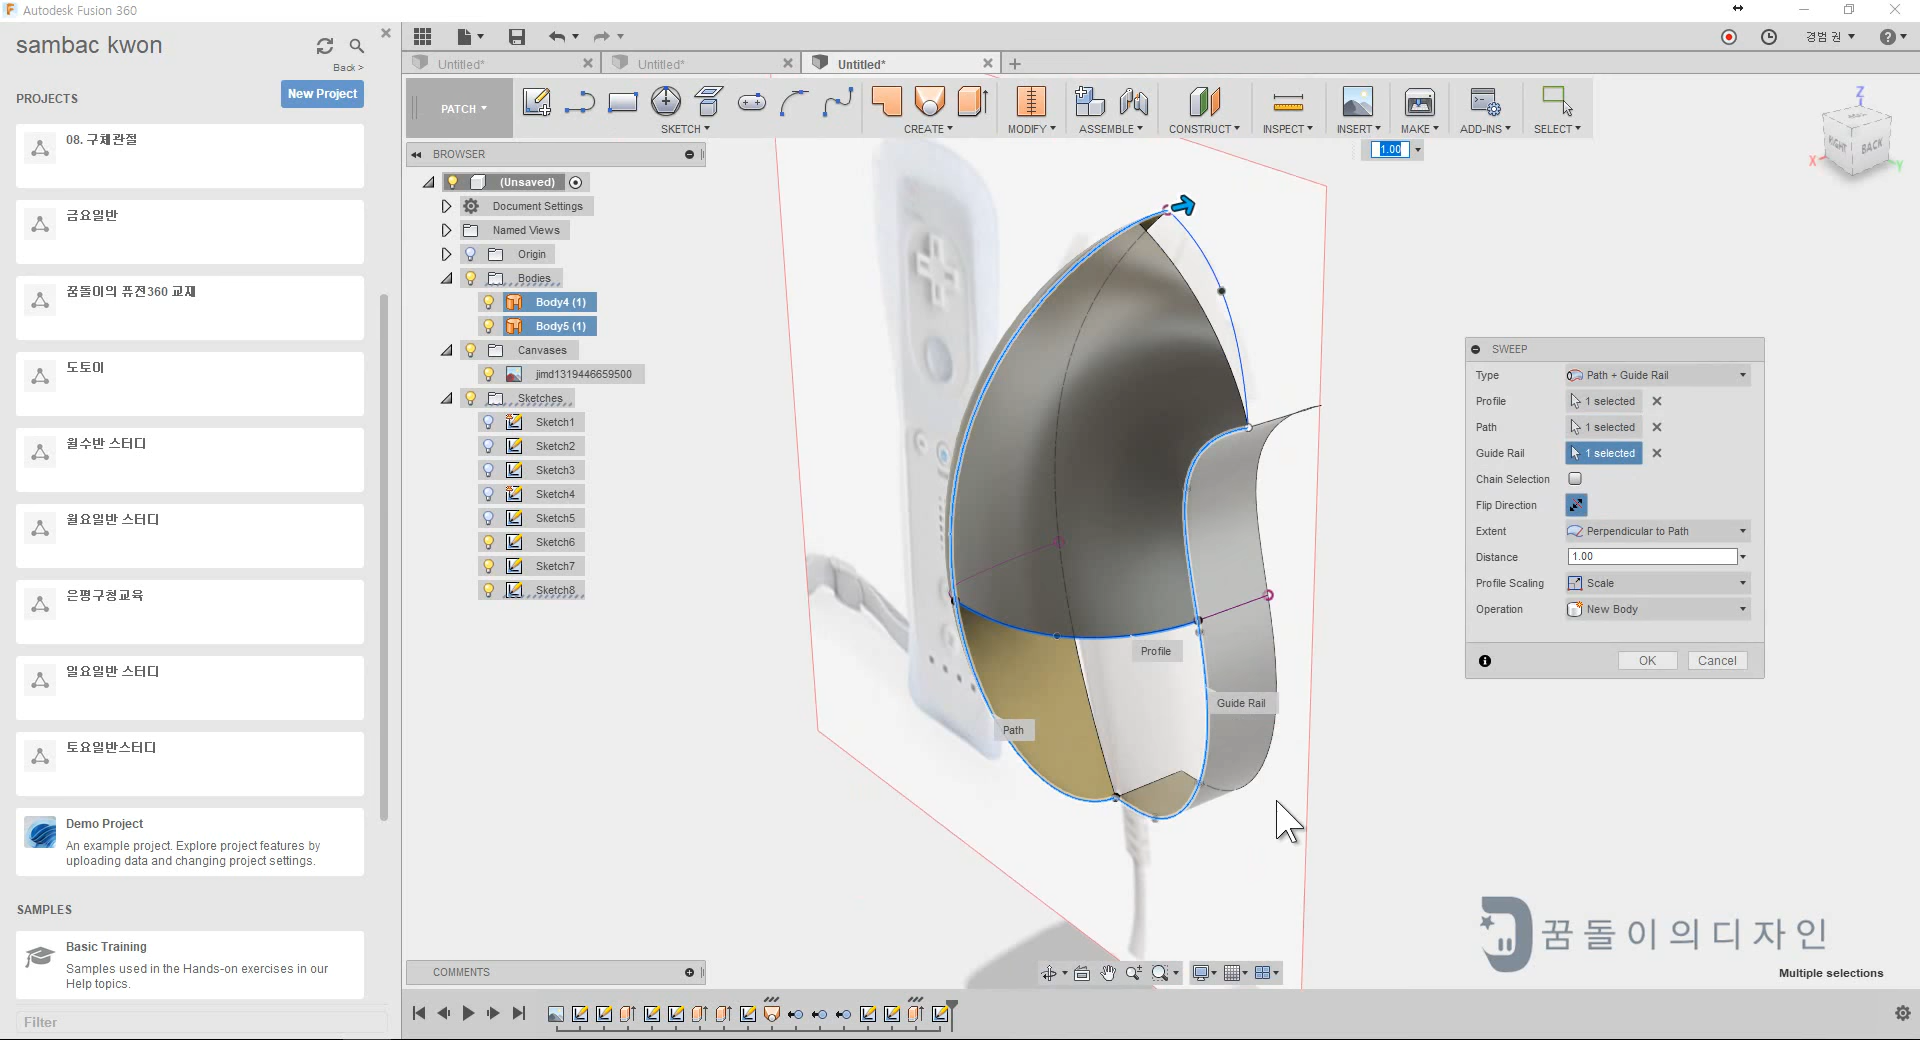 Autodesk Fusion 360
sambac kwon
Back >
PROJECTS
New Project
08. 구체관절
금요일반
꿈돌이의 퓨전360 교재
도토이
월수반 스터디
월요일반 스터디
은평구청교육
일요일반 스터디
토요일반스터디
Demo Project
An example project. Explore project features by
uploading data and changing project settings.
SAMPLES
Basic Training
Samples used in the Hands-on exercises in our
Help topics.
Filter
경범 권
Untitled*
Untitled*
Untitled*
PATCH
SKETCH
CREATE
MODIFY
ASSEMBLE
CONSTRUCT
INSPECT
INSERT
MAKE
ADD-INS
SELECT
BROWSER
1.00
(Unsaved)
Document Settings
Named Views
Origin
Bodies
Body4 (1)
Body5 (1)
Canvases
jimd1319446659500
Sketches
Sketch1
Sketch2
Sketch3
Sketch4
Sketch5
Sketch6
Sketch7
Sketch8
Z
X
Y
RIGHT
BACK
Profile
Guide Rail
Path
SWEEP
Type Path + Guide Rail
Profile 1 selected
Path 1 selected
Guide Rail 1 selected
Chain Selection
Flip Direction
Extent Perpendicular to Path
Distance 1.00
Profile Scaling Scale
Operation New Body
OK Cancel
꿈돌이의디자인
Multiple selections
COMMENTS